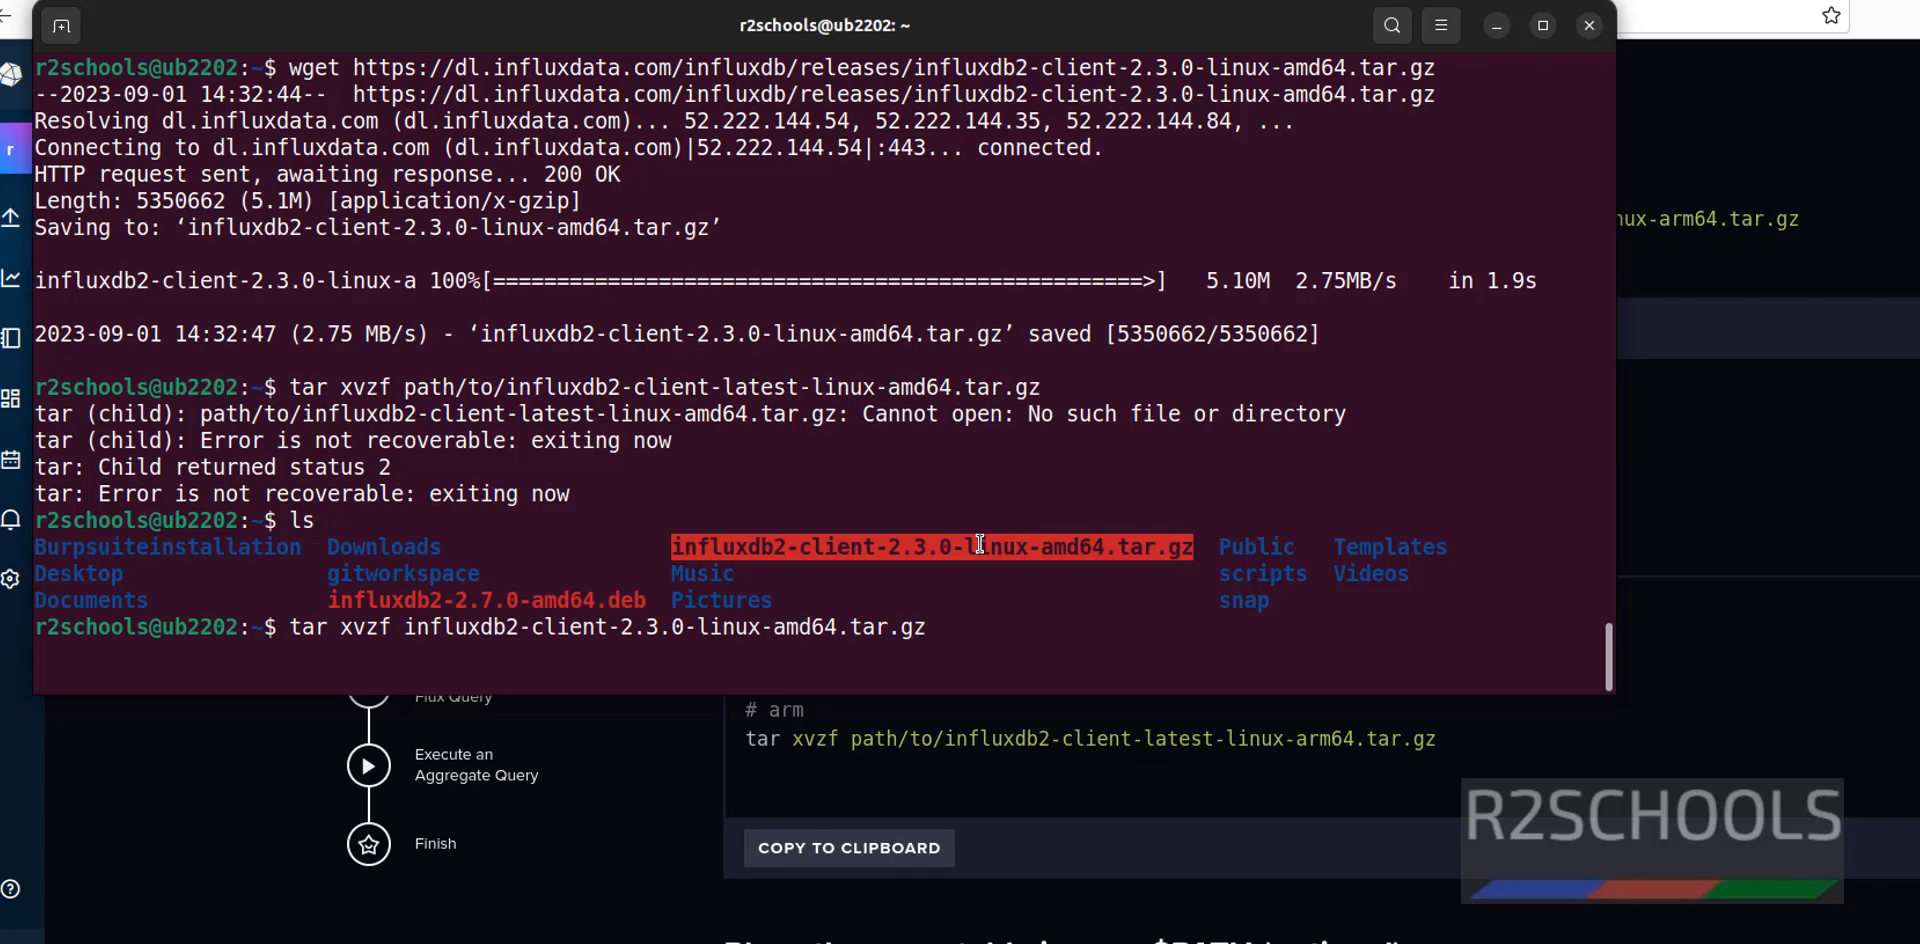 r2schools@ub2202: ~
r2schools@ub2202:~$ wget https://dl.influxdata.com/influxdb/releases/influxdb2-client-2.3.0-linux-amd64.tar.gz
--2023-09-01 14:32:44--  https://dl.influxdata.com/influxdb/releases/influxdb2-client-2.3.0-linux-amd64.tar.gz
Resolving dl.influxdata.com (dl.influxdata.com)... 52.222.144.54, 52.222.144.35, 52.222.144.84, ...
Connecting to dl.influxdata.com (dl.influxdata.com)|52.222.144.54|:443... connected.
HTTP request sent, awaiting response... 200 OK
Length: 5350662 (5.1M) [application/x-gzip]
Saving to: ‘influxdb2-client-2.3.0-linux-amd64.tar.gz’
influxdb2-client-2.3.0-linux-a 100%[===================================================>]   5.10M  2.75MB/s    in 1.9s
2023-09-01 14:32:47 (2.75 MB/s) - ‘influxdb2-client-2.3.0-linux-amd64.tar.gz’ saved [5350662/5350662]
r2schools@ub2202:~$ tar xvzf path/to/influxdb2-client-latest-linux-amd64.tar.gz
tar (child): path/to/influxdb2-client-latest-linux-amd64.tar.gz: Cannot open: No such file or directory
tar (child): Error is not recoverable: exiting now
tar: Child returned status 2
tar: Error is not recoverable: exiting now
r2schools@ub2202:~$ ls
Burpsuiteinstallation  Downloads  influxdb2-client-2.3.0-linux-amd64.tar.gz  Public  Templates
Desktop  gitworkspace  Music  scripts  Videos
Documents  influxdb2-2.7.0-amd64.deb  Pictures  snap
r2schools@ub2202:~$ tar xvzf influxdb2-client-2.3.0-linux-amd64.tar.gz
r
nux-arm64.tar.gz
Flux Query
Execute an
Aggregate Query
Finish
# arm
tar xvzf path/to/influxdb2-client-latest-linux-arm64.tar.gz
COPY TO CLIPBOARD
R2SCHOOLS